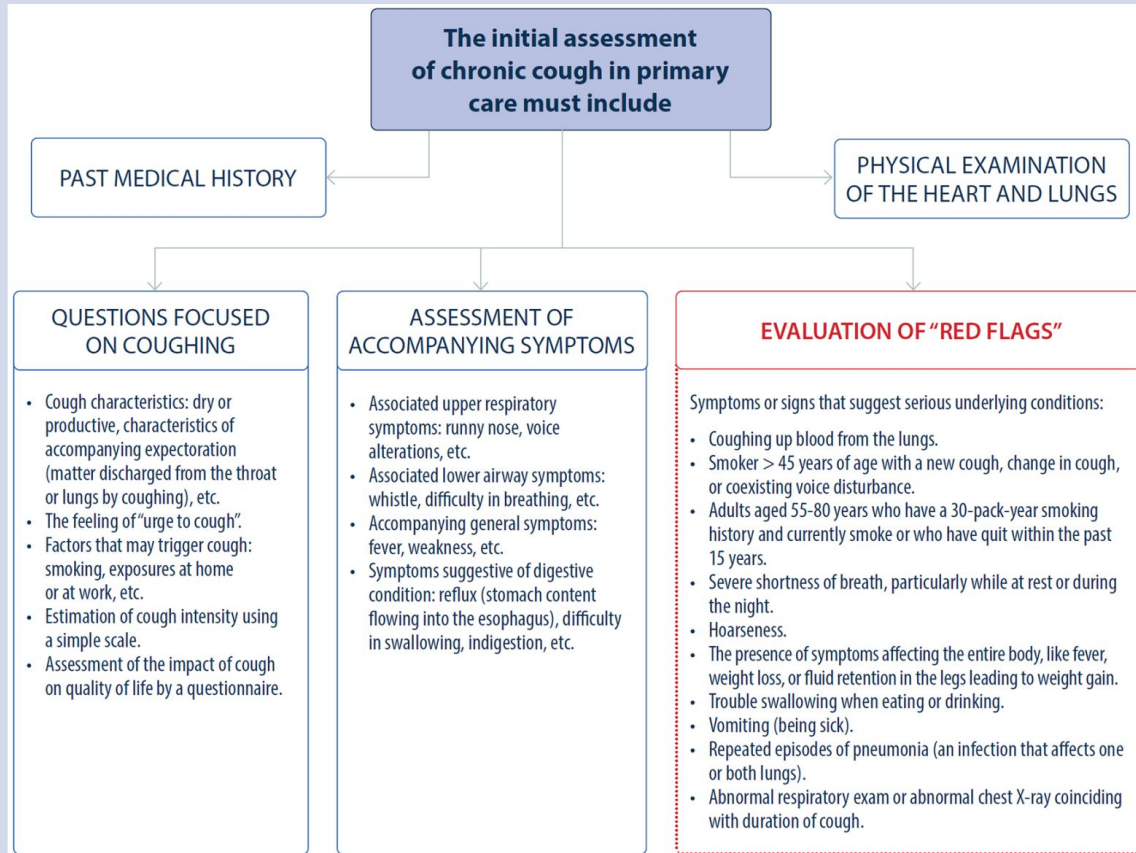 The initial assessment
of chronic cough in primary
care must include
PAST MEDICAL HISTORY
PHYSICAL EXAMINATION
OF THE HEART AND LUNGS
QUESTIONS FOCUSED
ON COUGHING
• Cough characteristics: dry or
productive, characteristics of
accompanying expectoration
(matter discharged from the throat
or lungs by coughing), etc.
• The feeling of “urge to cough”.
• Factors that may trigger cough:
smoking, exposures at home
or at work, etc.
• Estimation of cough intensity using
a simple scale.
• Assessment of the impact of cough
on quality of life by a questionnaire.
ASSESSMENT OF
ACCOMPANYING SYMPTOMS
• Associated upper respiratory
symptoms: runny nose, voice
alterations, etc.
• Associated lower airway symptoms:
whistle, difficulty in breathing, etc.
• Accompanying general symptoms:
fever, weakness, etc.
• Symptoms suggestive of digestive
condition: reflux (stomach content
flowing into the esophagus), difficulty
in swallowing, indigestion, etc.
EVALUATION OF “RED FLAGS”
Symptoms or signs that suggest serious underlying conditions:
• Coughing up blood from the lungs.
• Smoker > 45 years of age with a new cough, change in cough,
or coexisting voice disturbance.
• Adults aged 55-80 years who have a 30-pack-year smoking
history and currently smoke or who have quit within the past
15 years.
• Severe shortness of breath, particularly while at rest or during
the night.
• Hoarseness.
• The presence of symptoms affecting the entire body, like fever,
weight loss, or fluid retention in the legs leading to weight gain.
• Trouble swallowing when eating or drinking.
• Vomiting (being sick).
• Repeated episodes of pneumonia (an infection that affects one
or both lungs).
• Abnormal respiratory exam or abnormal chest X-ray coinciding
with duration of cough.